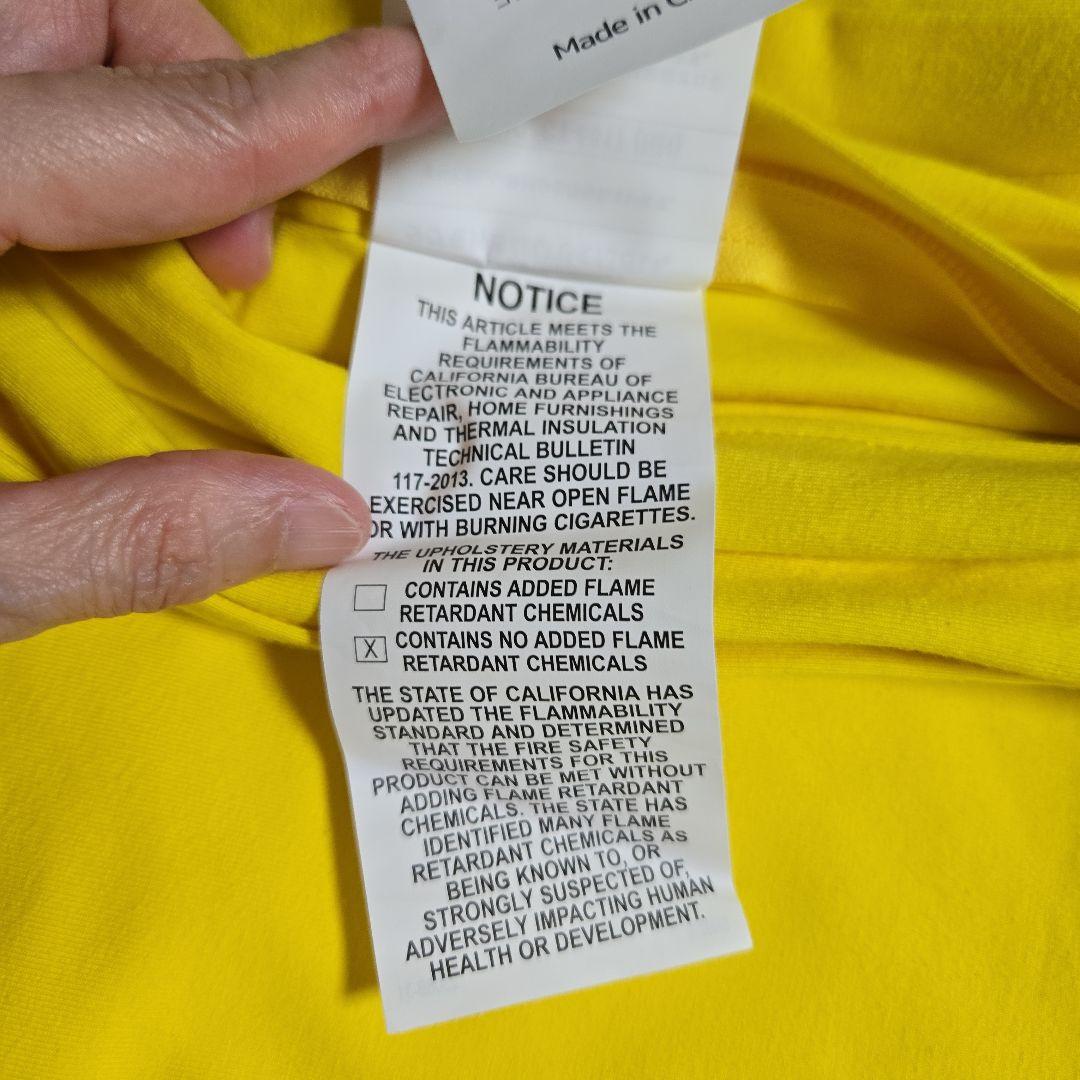 Made in
NOTICE
THIS ARTICLE MEETS THE
FLAMMABILITY
REQUIREMENTS OF
CALIFORNIA BUREAU OF
ELECTRONIC AND APPLIANCE
REPAIR, HOME FURNISHINGS
AND THERMAL INSULATION
TECHNICAL BULLETIN
117-2013. CARE SHOULD BE
EXERCISED NEAR OPEN FLAME
OR WITH BURNING CIGARETTES.
THE UPHOLSTERY MATERIALS
IN THIS PRODUCT:
CONTAINS ADDED FLAME
RETARDANT CHEMICALS
X CONTAINS NO ADDED FLAME
RETARDANT CHEMICALS
THE STATE OF CALIFORNIA HAS
UPDATED THE FLAMMABILITY
STANDARD AND DETERMINED
THAT THE FIRE SAFETY
REQUIREMENTS FOR THIS
PRODUCT CAN BE MET WITHOUT
ADDING FLAME RETARDANT
CHEMICALS. THE STATE HAS
IDENTIFIED MANY FLAME
RETARDANT CHEMICALS AS
BEING KNOWN TO, OR
STRONGLY SUSPECTED OF,
ADVERSELY IMPACTING HUMAN
HEALTH OR DEVELOPMENT.